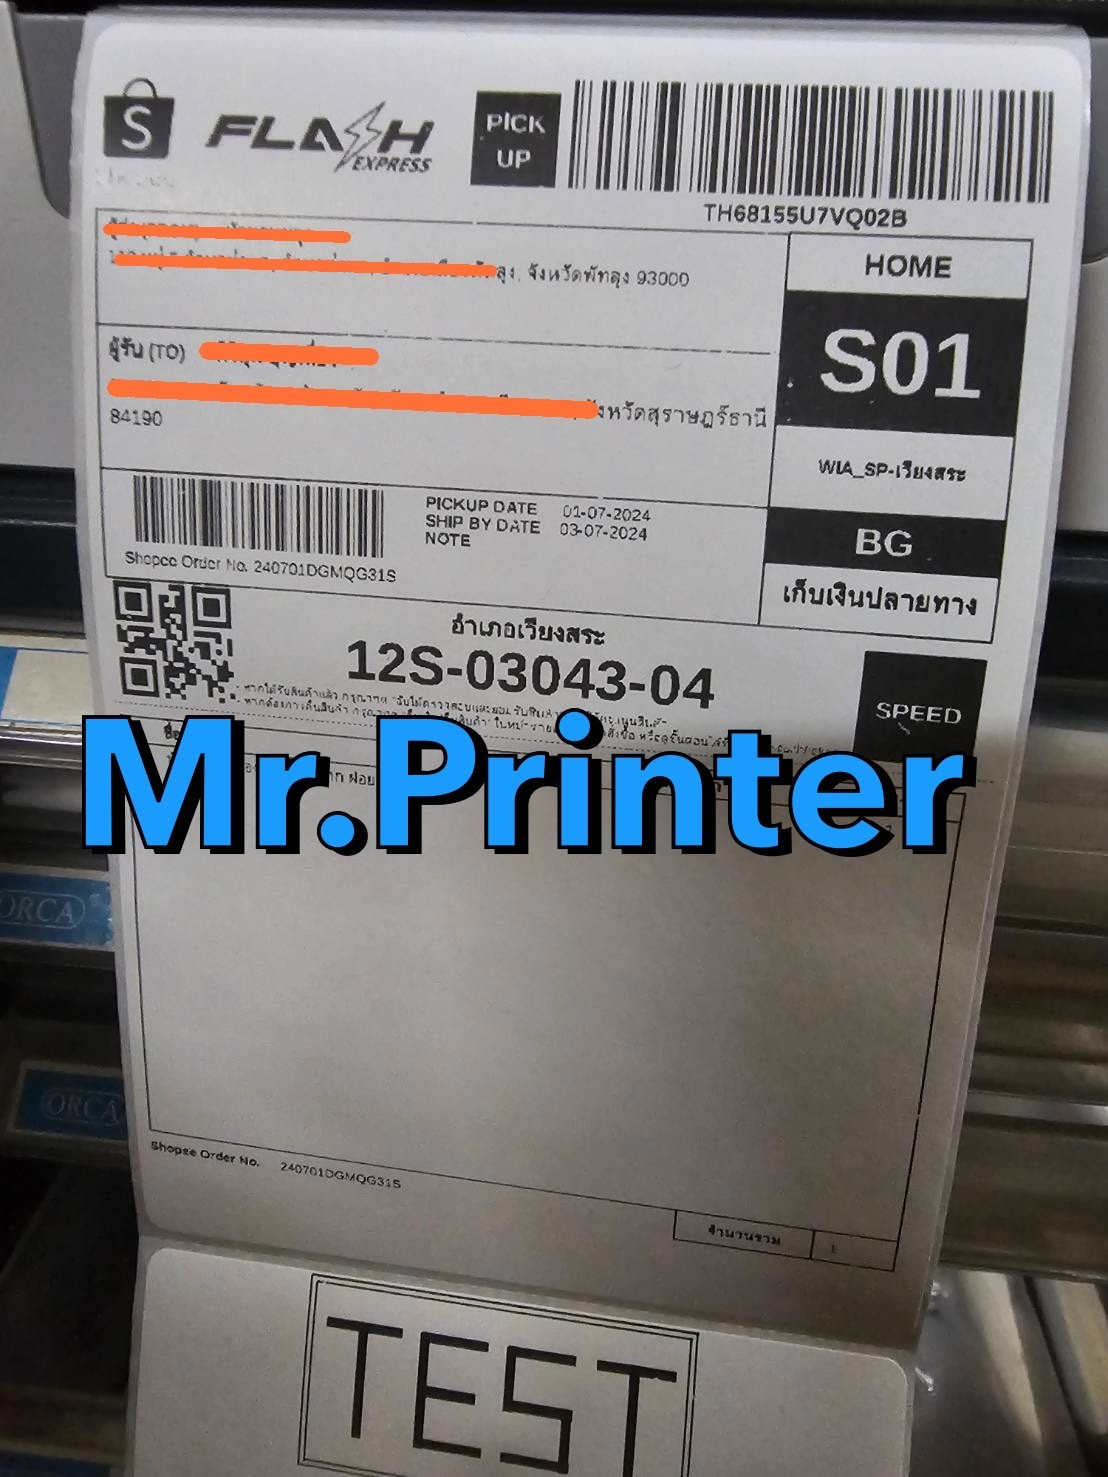 S
FLASH
EXPRESS
PICK
UP
TH68155U7VQ02B
HOME
S01
WIA_SP-เวียงสระ
BG
เก็บเงินปลายทาง
สูง, จังหวัดพัทลุง 93000
ผู้รับ (TO)
จังหวัดสุราษฎร์ธานี
84190
PICKUP DATE 01-07-2024
SHIP BY DATE 03-07-2024
NOTE
Shopee Order No. 240701DGMQG31S
อำเภอเวียงสระ
12S-03043-04
SPEED
Mr.Printer
Shopee Order No. 240701DGMQG31S
จำนวนรวม
TEST
ORCA
ORCA